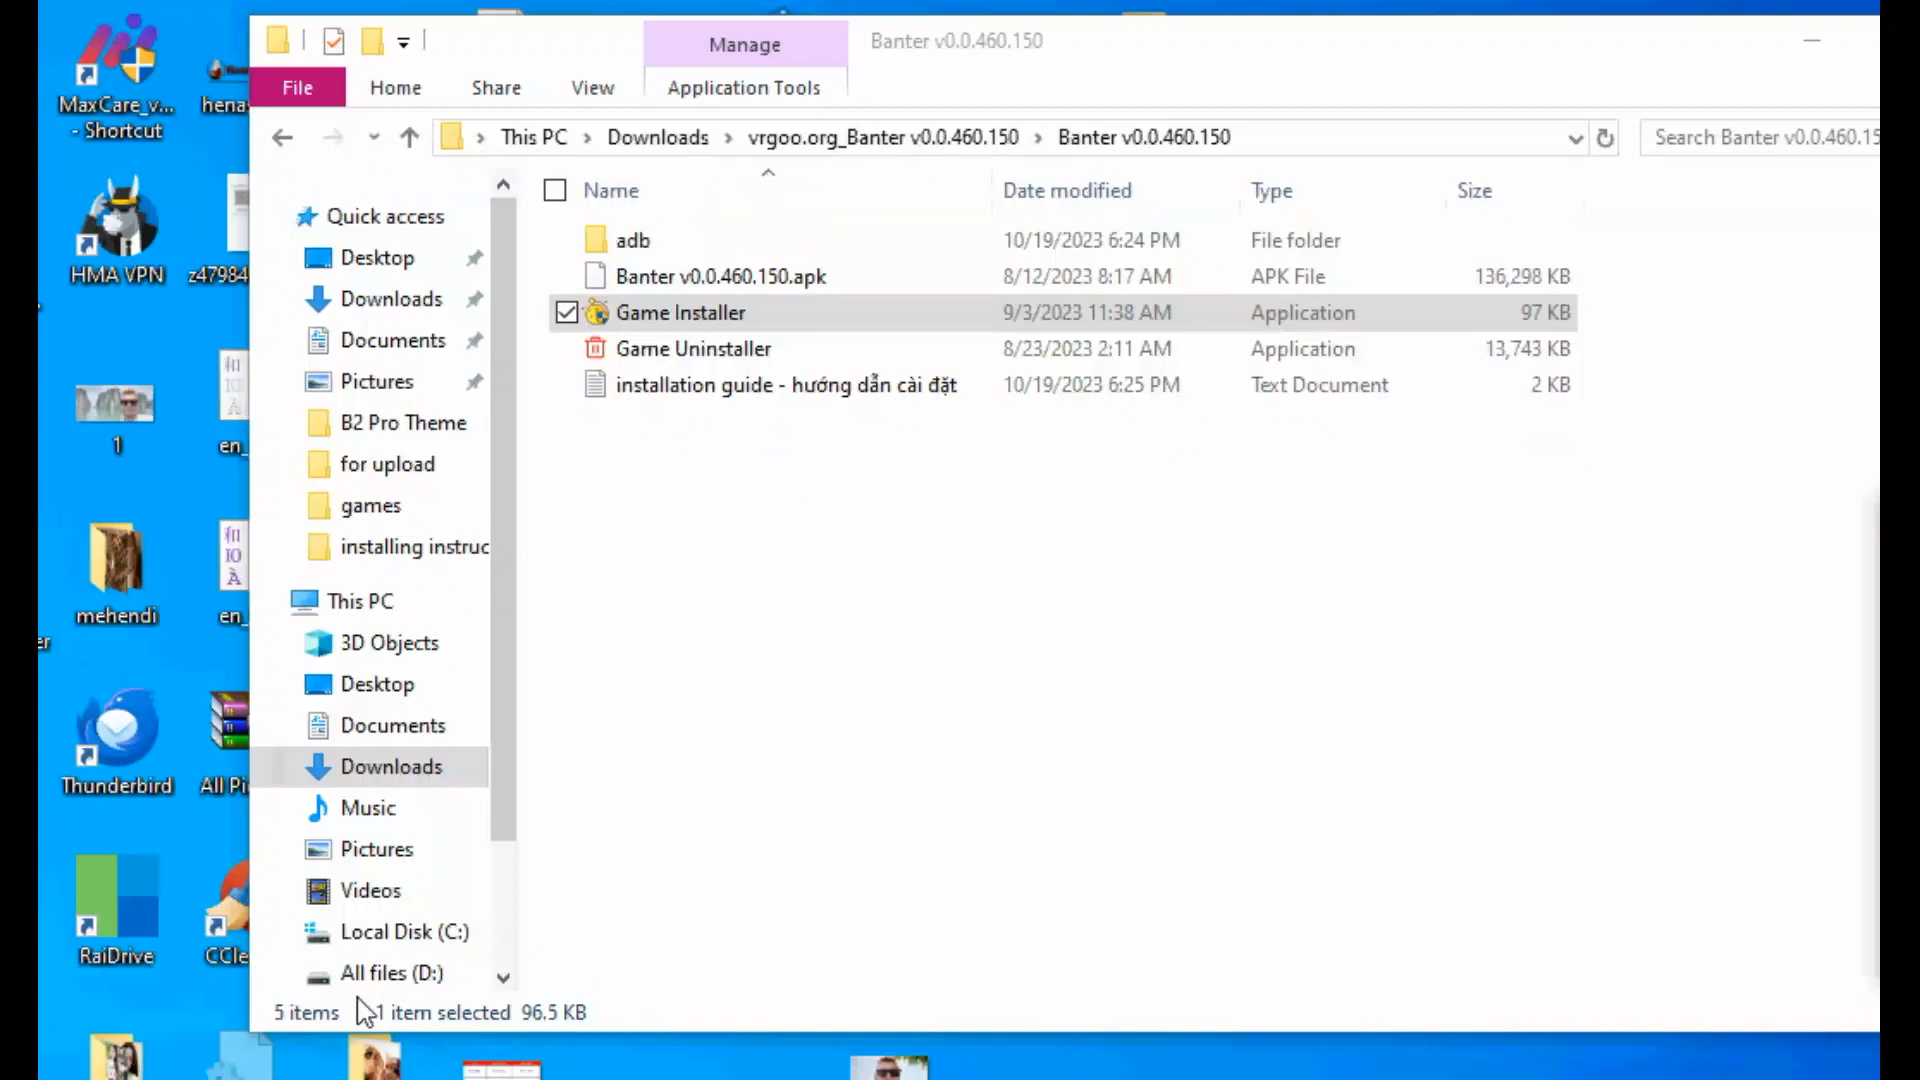 Manage
Banter v0.0.460.150
File
Home
Share
View
Application Tools
This PC
Downloads
vrgoo.org_Banter v0.0.460.150
Banter v0.0.460.150
Search Banter v0.0.460.15
Name
Date modified
Type
Size
adb
10/19/2023 6:24 PM
File folder
Banter v0.0.460.150.apk
8/12/2023 8:17 AM
APK File
136,298 KB
Game Installer
9/3/2023 11:38 AM
Application
97 KB
Game Uninstaller
8/23/2023 2:11 AM
Application
13,743 KB
installation guide - hướng dẫn cài đặt
10/19/2023 6:25 PM
Text Document
2 KB
Quick access
Desktop
Downloads
Documents
Pictures
B2 Pro Theme
for upload
games
installing instruc
This PC
3D Objects
Desktop
Documents
Downloads
Music
Pictures
Videos
Local Disk (C:)
All files (D:)
5 items
1 item selected
96.5 KB
MaxCare_v...
- Shortcut
HMA VPN
z47984
1
en_
mehendi
en_
er
Thunderbird
All Pi
RaiDrive
CCle
hena